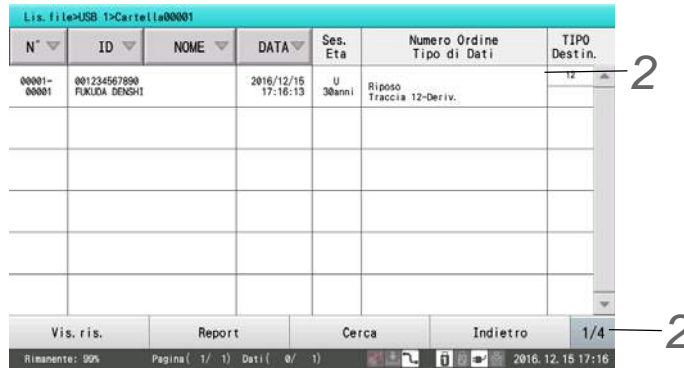 Lis. file>USB 1>Cartella00001
N° ID NOME DATA Ses. Eta Numero Ordine Tipo di Dati TIPO Destin.
00001-00001 001234567890 FUKUDA DENSHI 2016/12/15 17:16:13 U 30anni Riposo Traccia 12-Deriv. 12
2
Vis. ris. Report Cerca Indietro 1/4
2
Rimanente: 99% Pagina( 1/ 1) Dati( 0/ 1) 2016. 12. 15 17:16